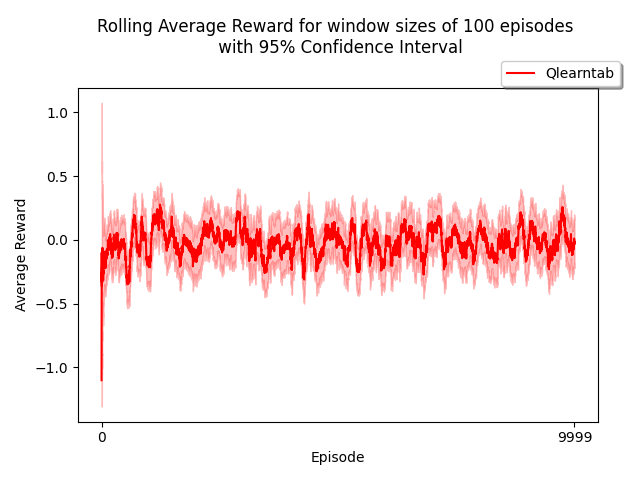 Rolling Average Reward for window sizes of 100 episodes
with 95% Confidence Interval
Qlearntab
1.0
0.5
0.0
−0.5
−1.0
Average Reward
0
9999
Episode